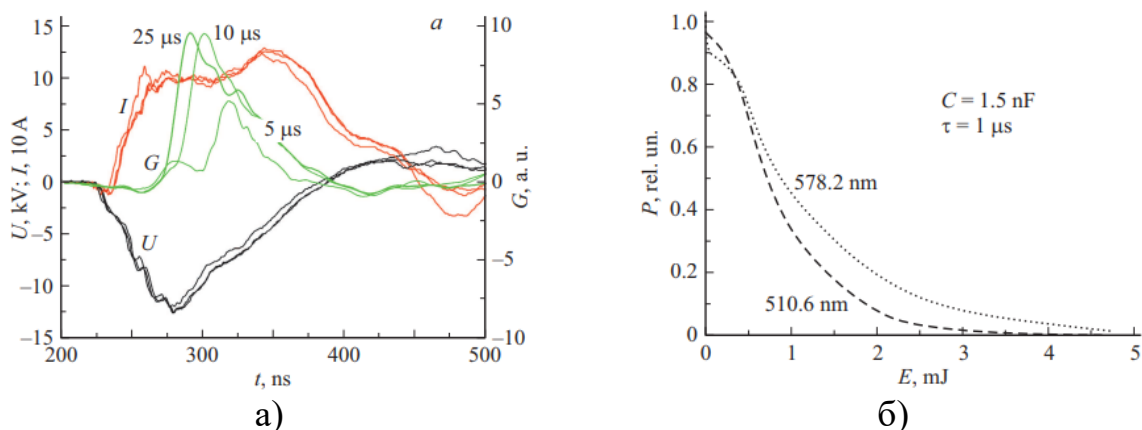 a
15
10
5
0
−5
−10
−15
U, kV; I, 10 A
25 μs
10 μs
5 μs
I
G
U
10
5
0
−5
−10
G, a. u.
200
300
400
500
t, ns
a)
1.0
0.8
0.6
0.4
0.2
0
P, rel. un.
C = 1.5 nF
τ = 1 μs
578.2 nm
510.6 nm
0
1
2
3
4
5
E, mJ
б)